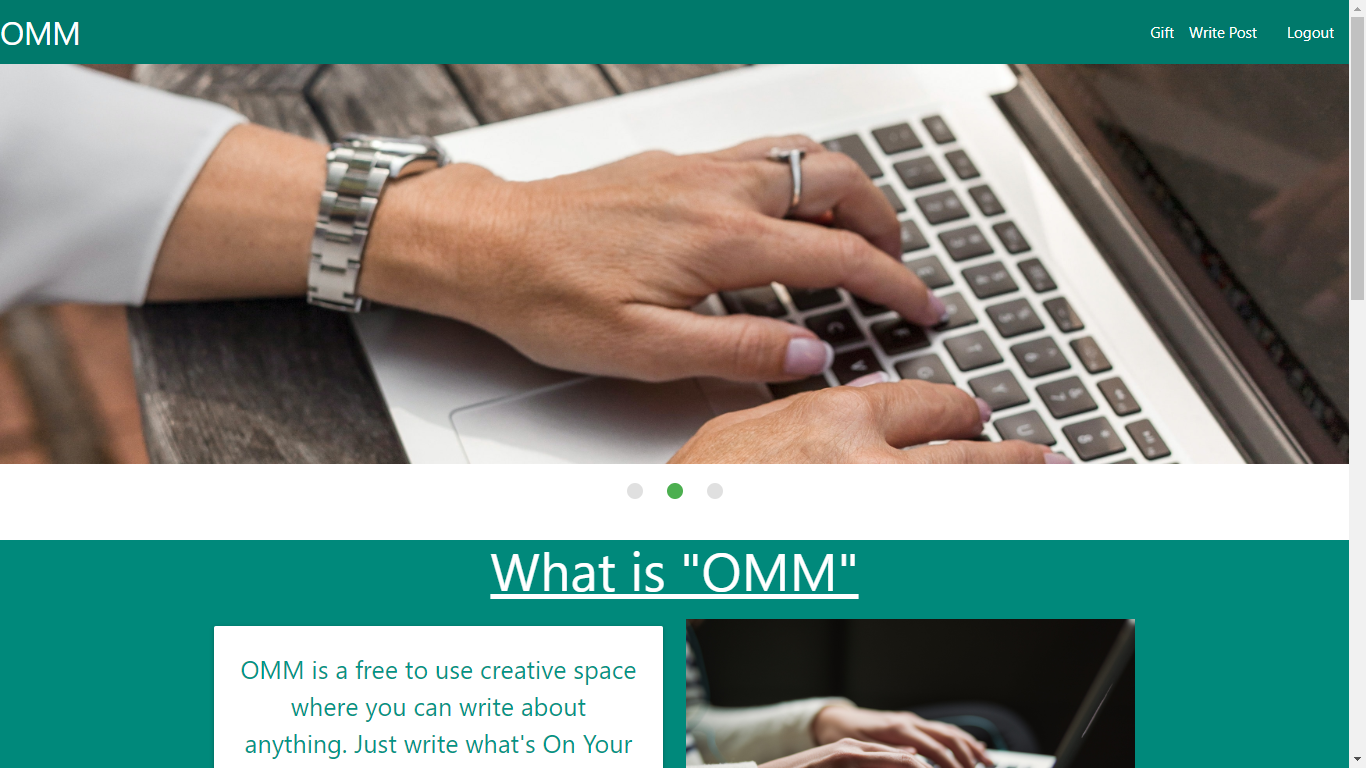 OMM
Gift Write Post Logout
What is "OMM"
OMM is a free to use creative space
where you can write about
anything. Just write what's On Your